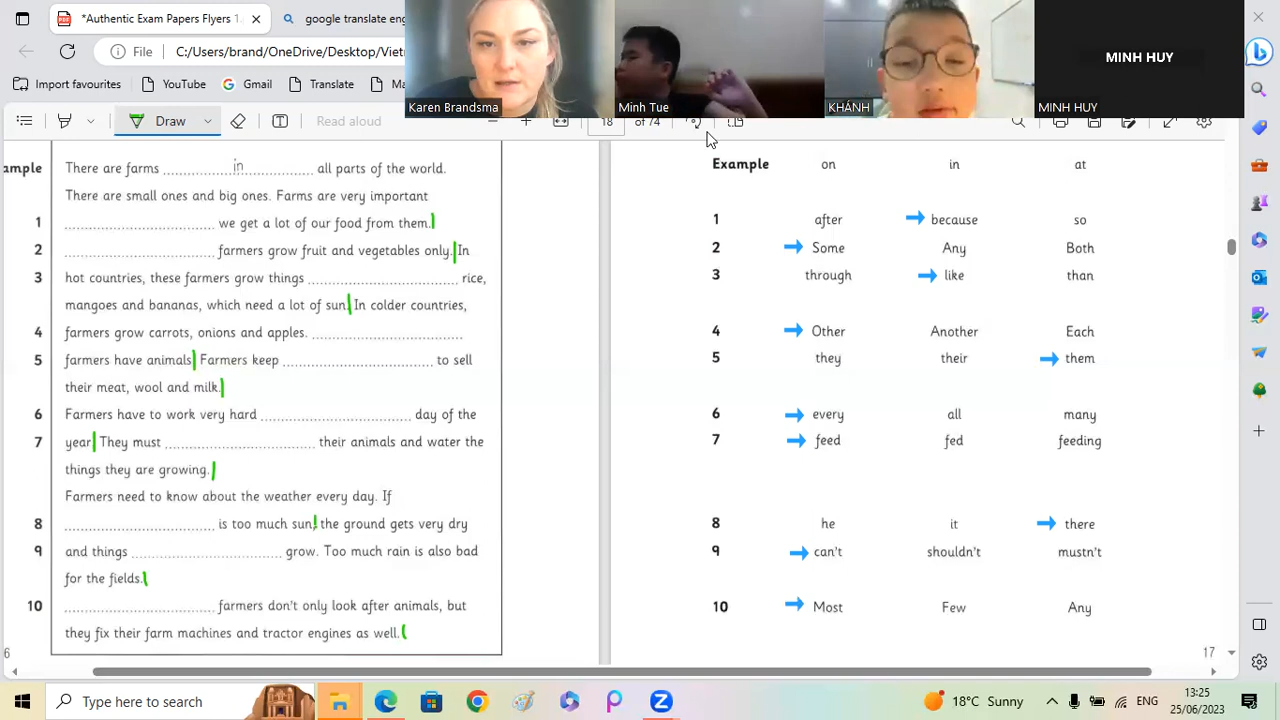 *Authentic Exam Papers Flyers 1
google translate en
File
C:/Users/brand/OneDrive/Desktop/Viet
Import favourites
YouTube
Gmail
Karen Brandsma
Minh Tue
KHÁNH
MINH HUY
MINH HUY
Draw
Read aloud
18 of 74
ample There are farms in all parts of the world.
There are small ones and big ones. Farms are very important
1 we get a lot of our food from them.
2 farmers grow fruit and vegetables only. In
3 hot countries, these farmers grow things rice,
mangoes and bananas, which need a lot of sun. In colder countries,
4 farmers grow carrots, onions and apples.
5 farmers have animals. Farmers keep to sell
their meat, wool and milk.
6 Farmers have to work very hard day of the
7 year. They must their animals and water the
things they are growing.
Farmers need to know about the weather every day. If
8 is too much sun, the ground gets very dry
9 and things grow. Too much rain is also bad
for the fields.
10 farmers don't only look after animals, but
they fix their farm machines and tractor engines as well.
6
Example on in at
1 after because so
2 Some Any Both
3 through like than
4 Other Another Each
5 they their them
6 every all many
7 feed fed feeding
8 he it there
9 can't shouldn't mustn't
10 Most Few Any
17
Type here to search
18°C Sunny
ENG
13:25
25/06/2023